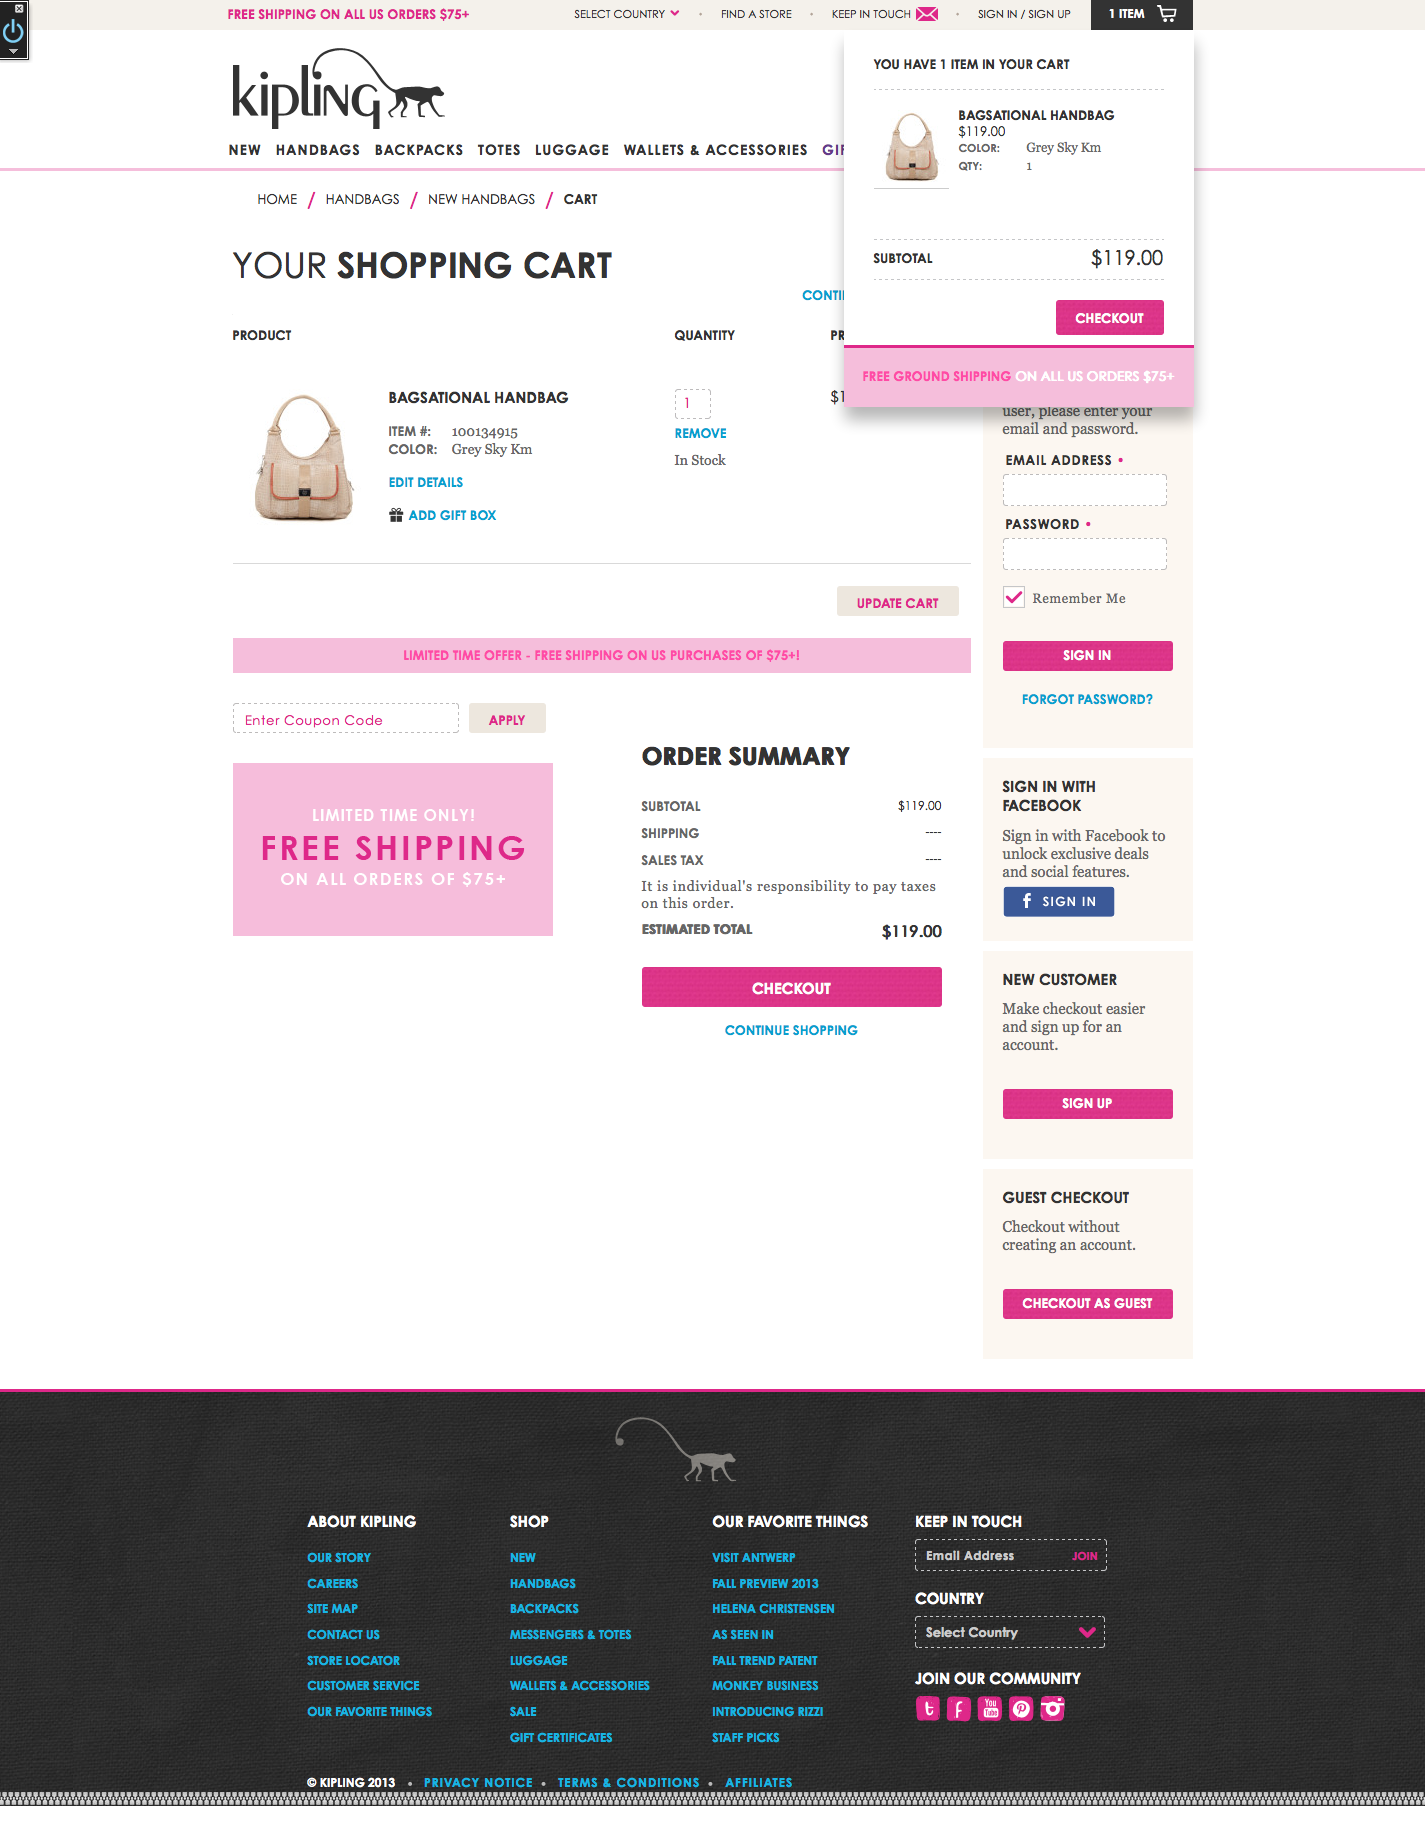 FREE SHIPPING ON ALL US ORDERS $75+
SELECT COUNTRY • FIND A STORE • KEEP IN TOUCH • SIGN IN / SIGN UP
1 ITEM
kipling
NEW HANDBAGS BACKPACKS TOTES LUGGAGE WALLETS & ACCESSORIES
YOU HAVE 1 ITEM IN YOUR CART
BAGSATIONAL HANDBAG
$119.00
COLOR: Grey Sky Km
QTY: 1
SUBTOTAL $119.00
CHECKOUT
FREE GROUND SHIPPING ON ALL US ORDERS $75+
HOME / HANDBAGS / NEW HANDBAGS / CART
YOUR SHOPPING CART
PRODUCT QUANTITY
BAGSATIONAL HANDBAG
ITEM #: 100134915
COLOR: Grey Sky Km
EDIT DETAILS
ADD GIFT BOX
1
REMOVE
In Stock
UPDATE CART
LIMITED TIME OFFER - FREE SHIPPING ON US PURCHASES OF $75+!
Enter Coupon Code
APPLY
LIMITED TIME ONLY!
FREE SHIPPING
ON ALL ORDERS OF $75+
ORDER SUMMARY
SUBTOTAL $119.00
SHIPPING ----
SALES TAX ----
It is individual's responsibility to pay taxes
on this order.
ESTIMATED TOTAL $119.00
CHECKOUT
CONTINUE SHOPPING
user, please enter your
email and password.
EMAIL ADDRESS •
PASSWORD •
Remember Me
SIGN IN
FORGOT PASSWORD?
SIGN IN WITH
FACEBOOK
Sign in with Facebook to
unlock exclusive deals
and social features.
f SIGN IN
NEW CUSTOMER
Make checkout easier
and sign up for an
account.
SIGN UP
GUEST CHECKOUT
Checkout without
creating an account.
CHECKOUT AS GUEST
ABOUT KIPLING
OUR STORY
CAREERS
SITE MAP
CONTACT US
STORE LOCATOR
CUSTOMER SERVICE
OUR FAVORITE THINGS
SHOP
NEW
HANDBAGS
BACKPACKS
MESSENGERS & TOTES
LUGGAGE
WALLETS & ACCESSORIES
SALE
GIFT CERTIFICATES
OUR FAVORITE THINGS
VISIT ANTWERP
FALL PREVIEW 2013
HELENA CHRISTENSEN
AS SEEN IN
FALL TREND PATENT
MONKEY BUSINESS
INTRODUCING RIZZI
STAFF PICKS
KEEP IN TOUCH
Email Address JOIN
COUNTRY
Select Country
JOIN OUR COMMUNITY
t f You Tube P
© KIPLING 2013 • PRIVACY NOTICE • TERMS & CONDITIONS • AFFILIATES